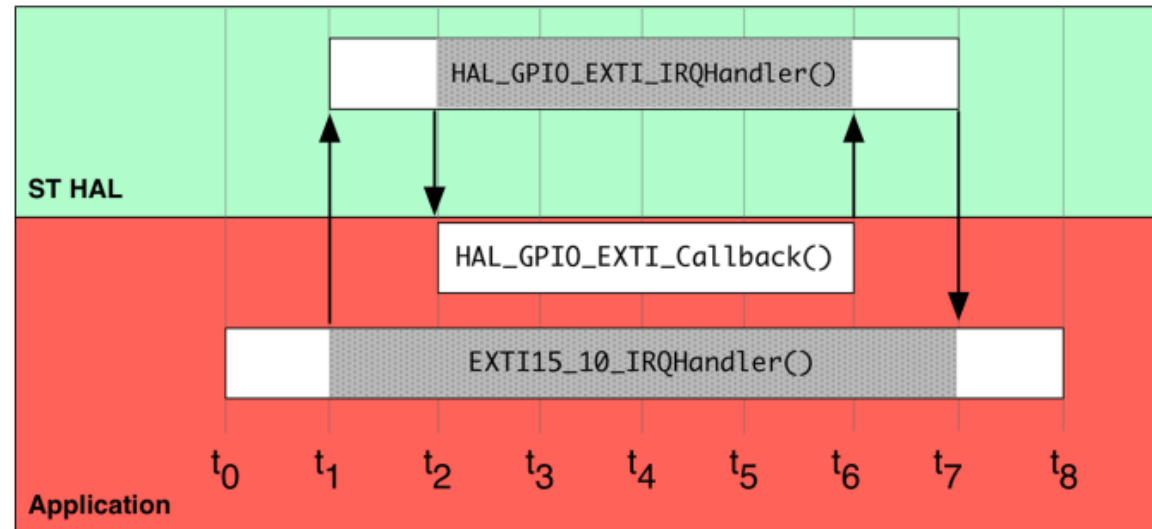 HAL_GPIO_EXTI_IRQHandler()
ST HAL
HAL_GPIO_EXTI_Callback()
EXTI15_10_IRQHandler()
t0 t1 t2 t3 t4 t5 t6 t7 t8
Application